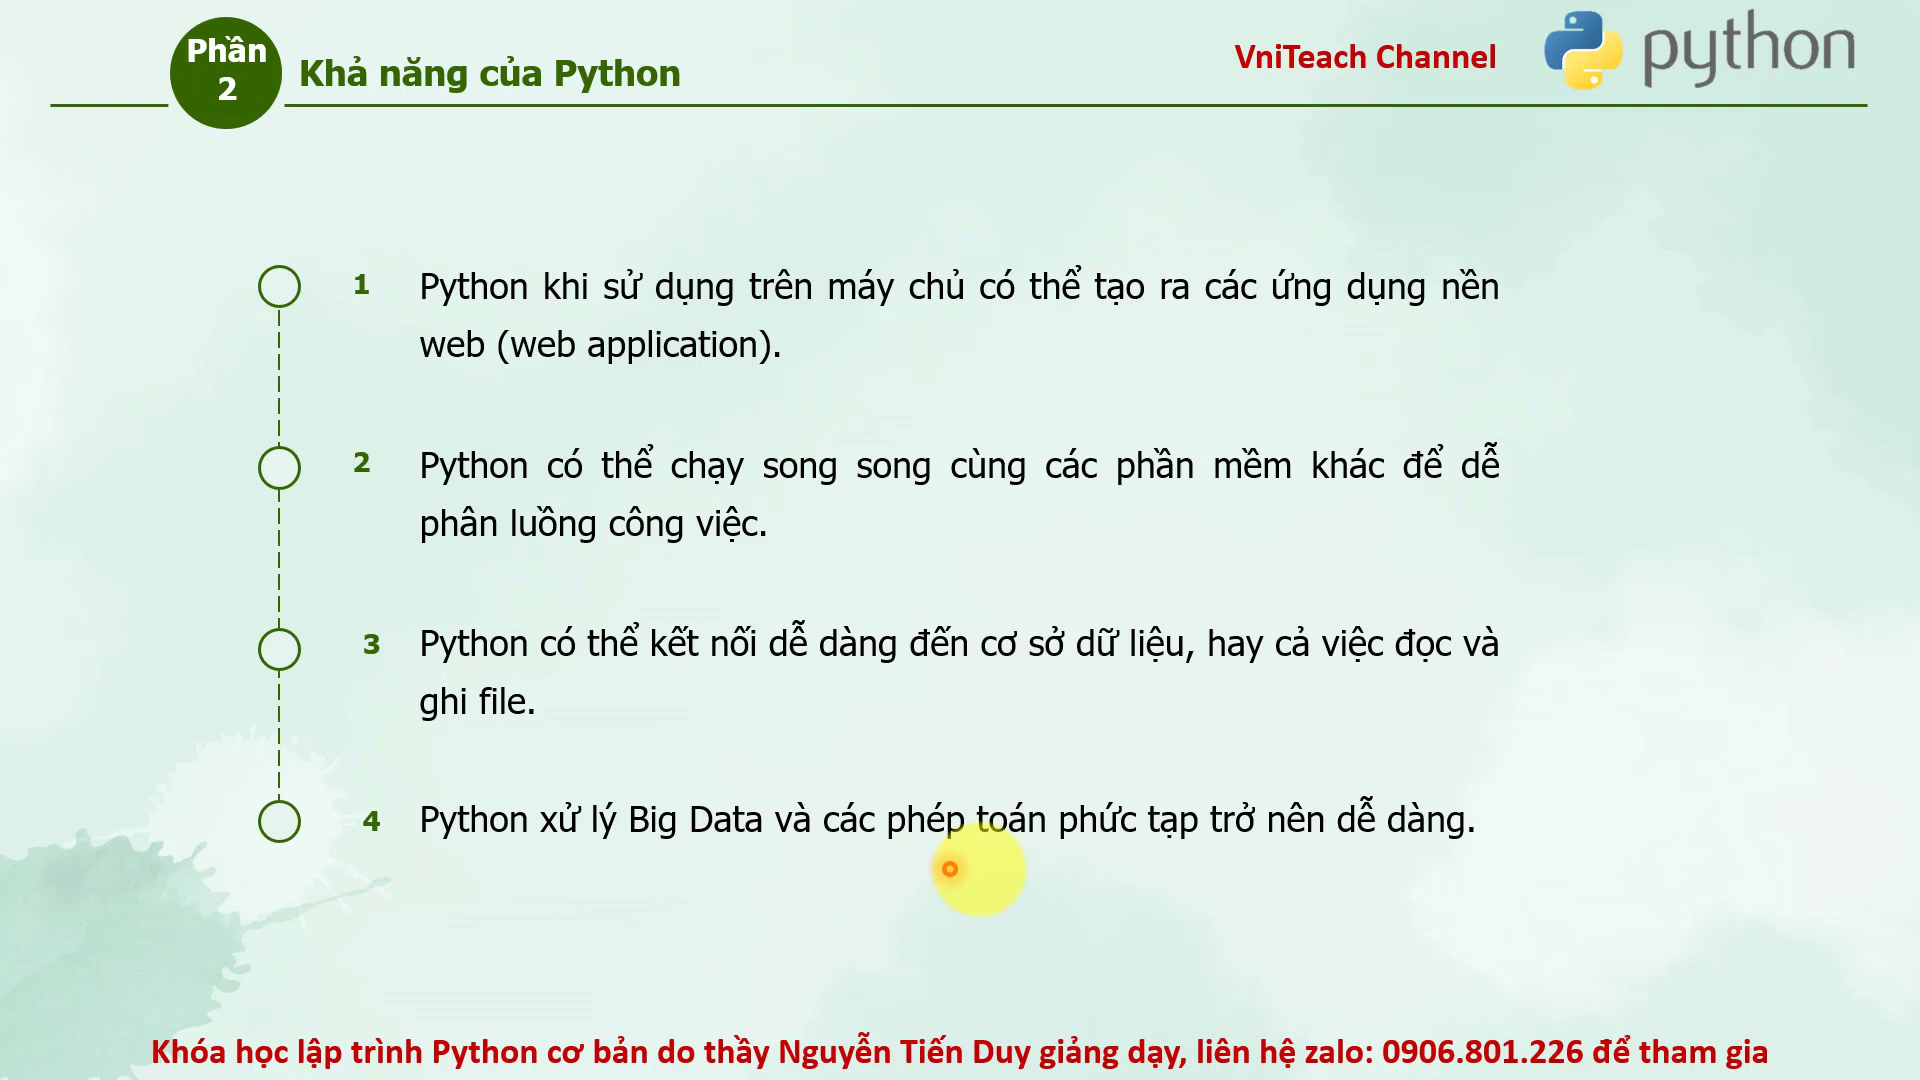 Phần
2
Khả năng của Python
VniTeach Channel
python
1
Python khi sử dụng trên máy chủ có thể tạo ra các ứng dụng nền
web (web application).
2
Python có thể chạy song song cùng các phần mềm khác để dễ
phân luồng công việc.
3
Python có thể kết nối dễ dàng đến cơ sở dữ liệu, hay cả việc đọc và
ghi file.
4
Python xử lý Big Data và các phép toán phức tạp trở nên dễ dàng.
Khóa học lập trình Python cơ bản do thầy Nguyễn Tiến Duy giảng dạy, liên hệ zalo: 0906.801.226 để tham gia